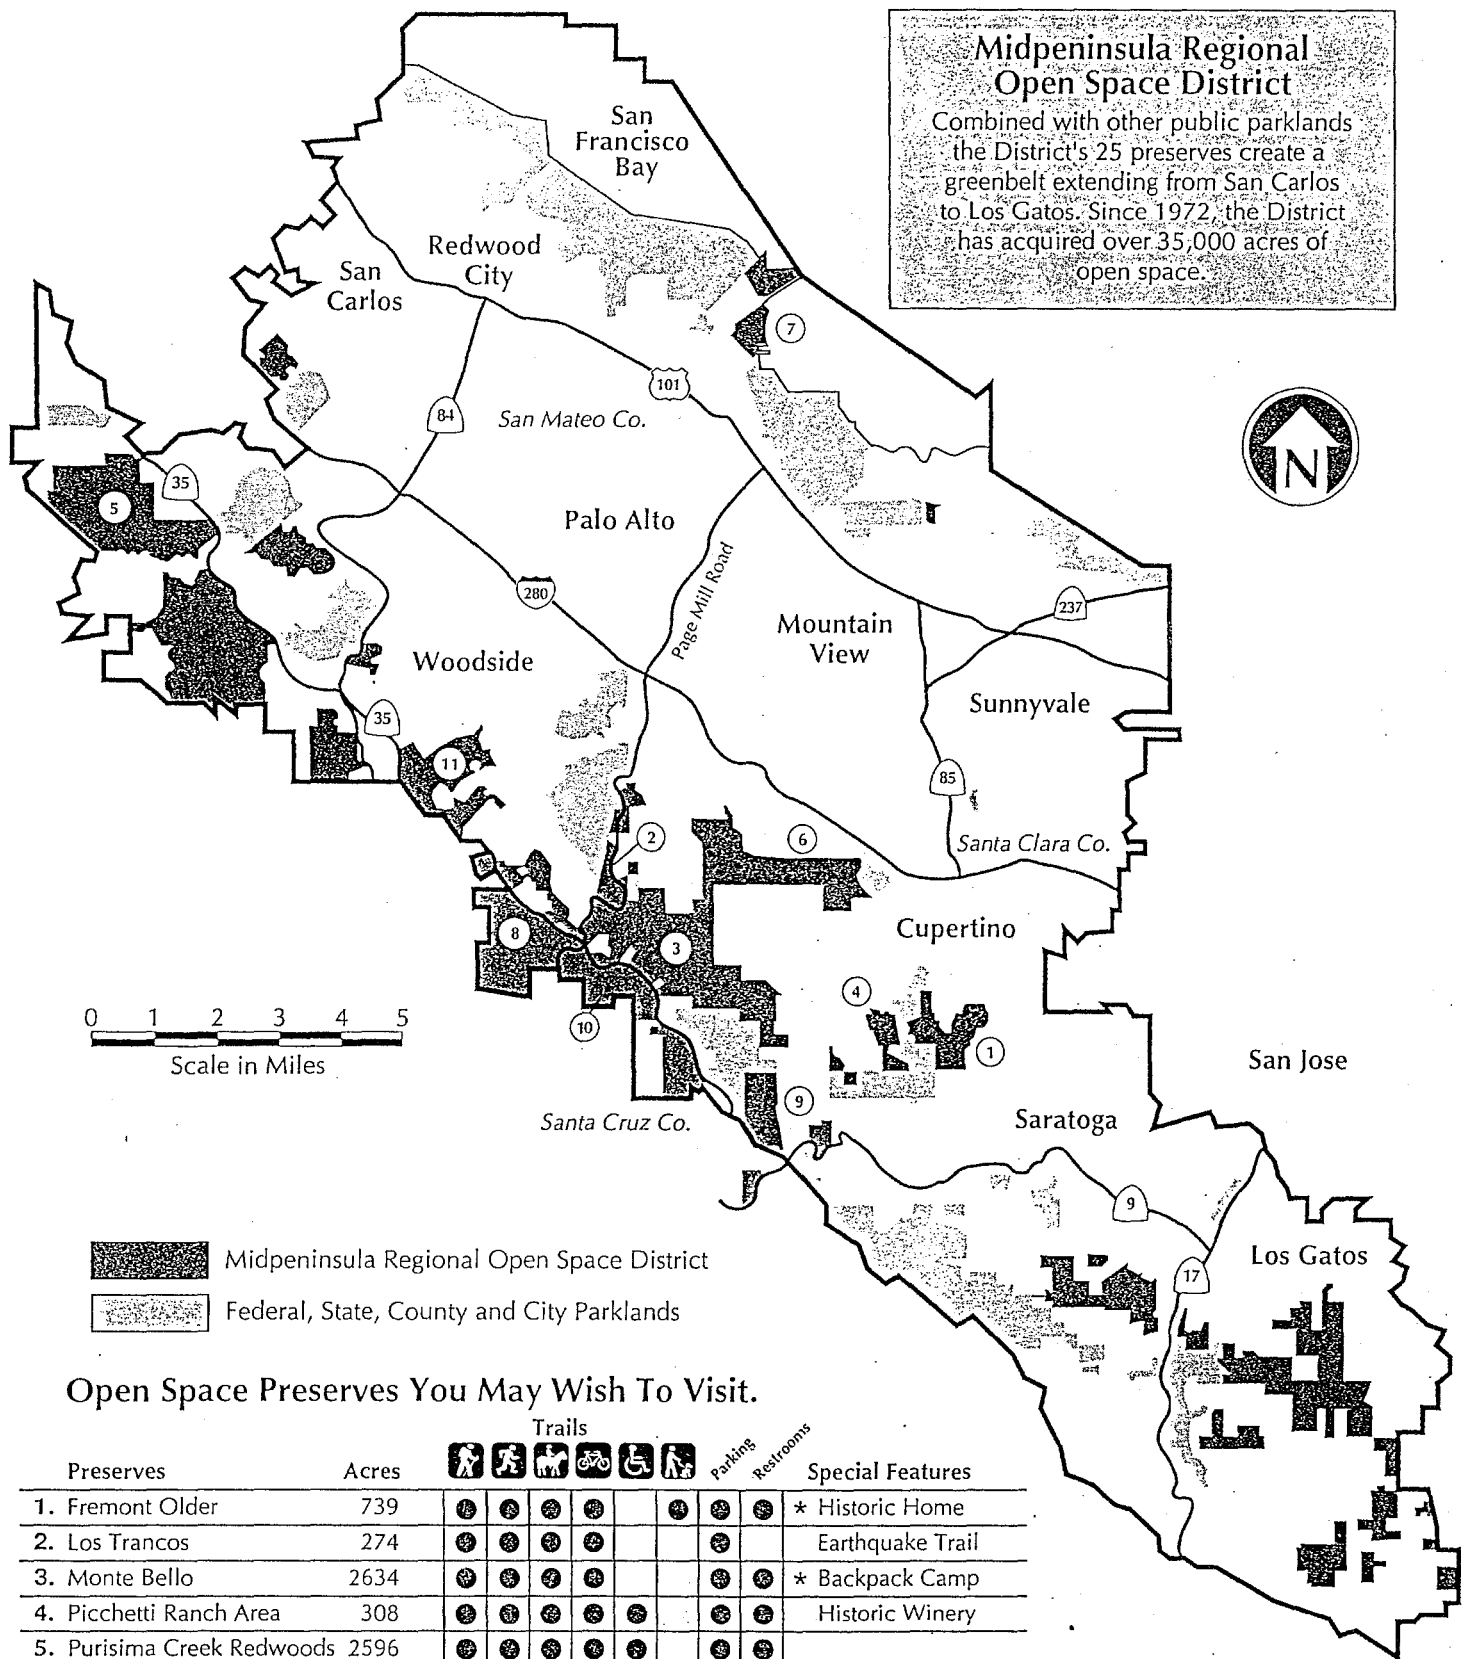 Midpeninsula Regional
Open Space District
Combined with other public parklands
the District's 25 preserves create a
greenbelt extending from San Carlos
to Los Gatos. Since 1972, the District
has acquired over 35,000 acres of
open space.
San
Francisco
Bay
Redwood
City
San
Carlos
7
101
84
San Mateo Co.
N
35
5
Palo Alto
280
Page Mill Road
237
Mountain
View
Woodside
Sunnyvale
35
11
85
2
6
Santa Clara Co.
8
3
Cupertino
4
10
1
0 1 2 3 4 5
Scale in Miles
San Jose
9
Santa Cruz Co.
Saratoga
9
17
Los Gatos
Midpeninsula Regional Open Space District
Federal, State, County and City Parklands
Open Space Preserves You May Wish To Visit.
Trails
Preserves Acres Parking Restrooms Special Features
1. Fremont Older 739 * Historic Home
2. Los Trancos 274 Earthquake Trail
3. Monte Bello 2634 * Backpack Camp
4. Picchetti Ranch Area 308 Historic Winery
5. Purisima Creek Redwoods 2596